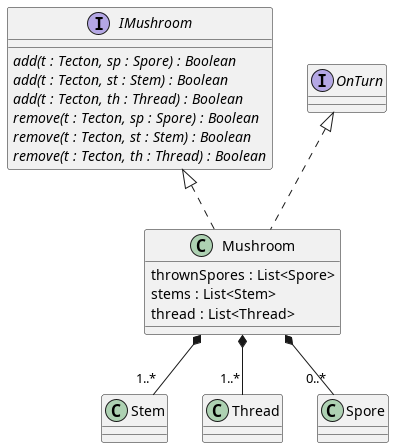 I IMushroom
add(t : Tecton, sp : Spore) : Boolean
add(t : Tecton, st : Stem) : Boolean
add(t : Tecton, th : Thread) : Boolean
remove(t : Tecton, sp : Spore) : Boolean
remove(t : Tecton, st : Stem) : Boolean
remove(t : Tecton, th : Thread) : Boolean
I OnTurn
C Mushroom
thrownSpores : List<Spore>
stems : List<Stem>
thread : List<Thread>
1..*
1..*
0..*
C Stem
C Thread
C Spore